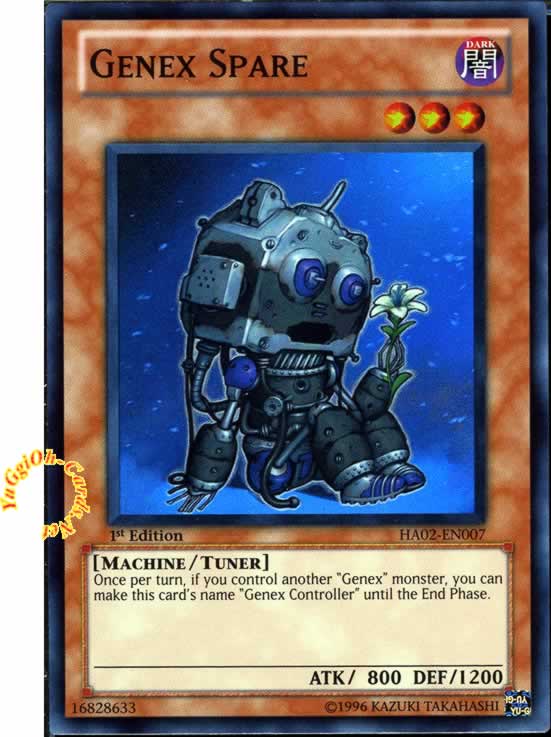 GENEX SPARE
DARK
闇
YuGgiOh-Cards.Net
1st Edition
HA02-EN007
[MACHINE/TUNER]
Once per turn, if you control another "Genex" monster, you can
make this card's name "Genex Controller" until the End Phase.
ATK/ 800 DEF/1200
16828633
©1996 KAZUKI TAKAHASHI